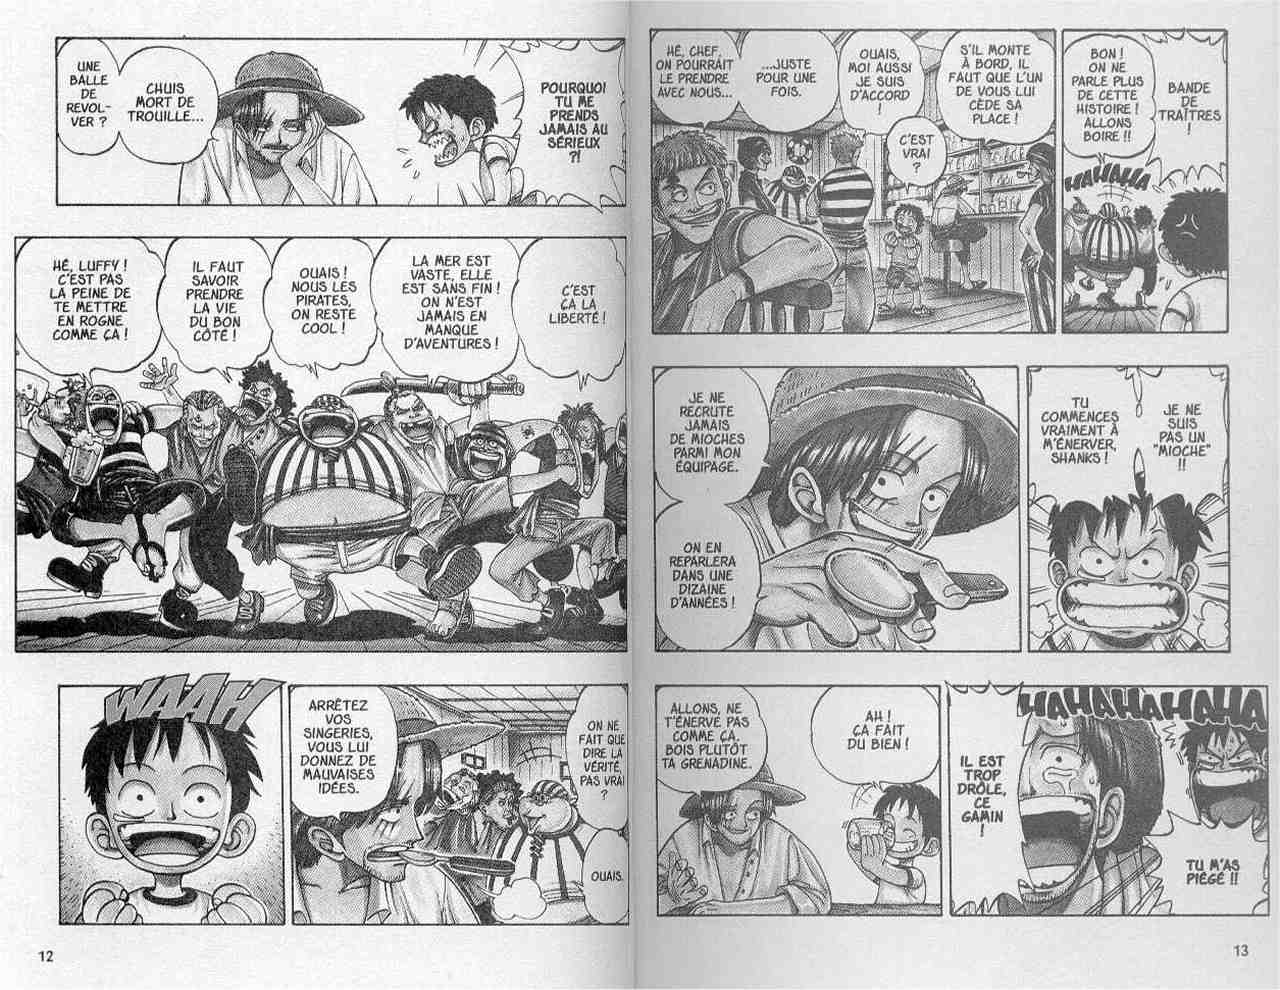 UNE
BALLE
DE
REVOL-
VER ?
CHUIS
MORT DE
TROUILLE...
POURQUOI
TU ME
PRENDS
JAMAIS AU
SÉRIEUX
?!
HÉ, LUFFY !
C'EST PAS
LA PEINE DE
TE METTRE
EN ROGNE
COMME ÇA !
IL FAUT
SAVOIR
PRENDRE
LA VIE
DU BON
CÔTÉ !
OUAIS !
NOUS LES
PIRATES,
ON RESTE
COOL !
LA MER EST
VASTE, ELLE
EST SANS FIN !
ON N'EST
JAMAIS EN
MANQUE
D'AVENTURES !
C'EST
ÇA LA
LIBERTÉ !
WAAH
ARRÊTEZ
VOS
SINGERIES,
VOUS LUI
DONNEZ DE
MAUVAISES
IDÉES.
ON NE
FAIT QUE
DIRE LA
VÉRITÉ,
PAS VRAI
?
OUAIS.
12
HÉ, CHEF,
ON POURRAIT
LE PRENDRE
AVEC NOUS...
...JUSTE
POUR UNE
FOIS.
OUAIS,
MOI AUSSI
JE SUIS
D'ACCORD
!
C'EST
VRAI
?
S'IL MONTE
À BORD, IL
FAUT QUE L'UN
DE VOUS LUI
CÈDE SA
PLACE !
BON !
ON NE
PARLE PLUS
DE CETTE
HISTOIRE !
ALLONS
BOIRE !!
BANDE
DE
TRAÎTRES
!
HAHAHAHA
JE NE
RECRUTE
JAMAIS
DE MIOCHES
PARMI MON
ÉQUIPAGE.
ON EN
REPARLERA
DANS UNE
DIZAINE
D'ANNÉES !
TU
COMMENCES
VRAIMENT À
M'ÉNERVER,
SHANKS !
JE NE
SUIS
PAS UN
"MIOCHE"
!!
ALLONS, NE
T'ÉNERVE PAS
COMME ÇA.
BOIS PLUTÔT
TA GRENADINE.
AH !
ÇA FAIT
DU BIEN !
HAHAHAHAHAHA
IL EST
TROP
DRÔLE,
CE
GAMIN
!
TU M'AS
PIÉGÉ !!
13